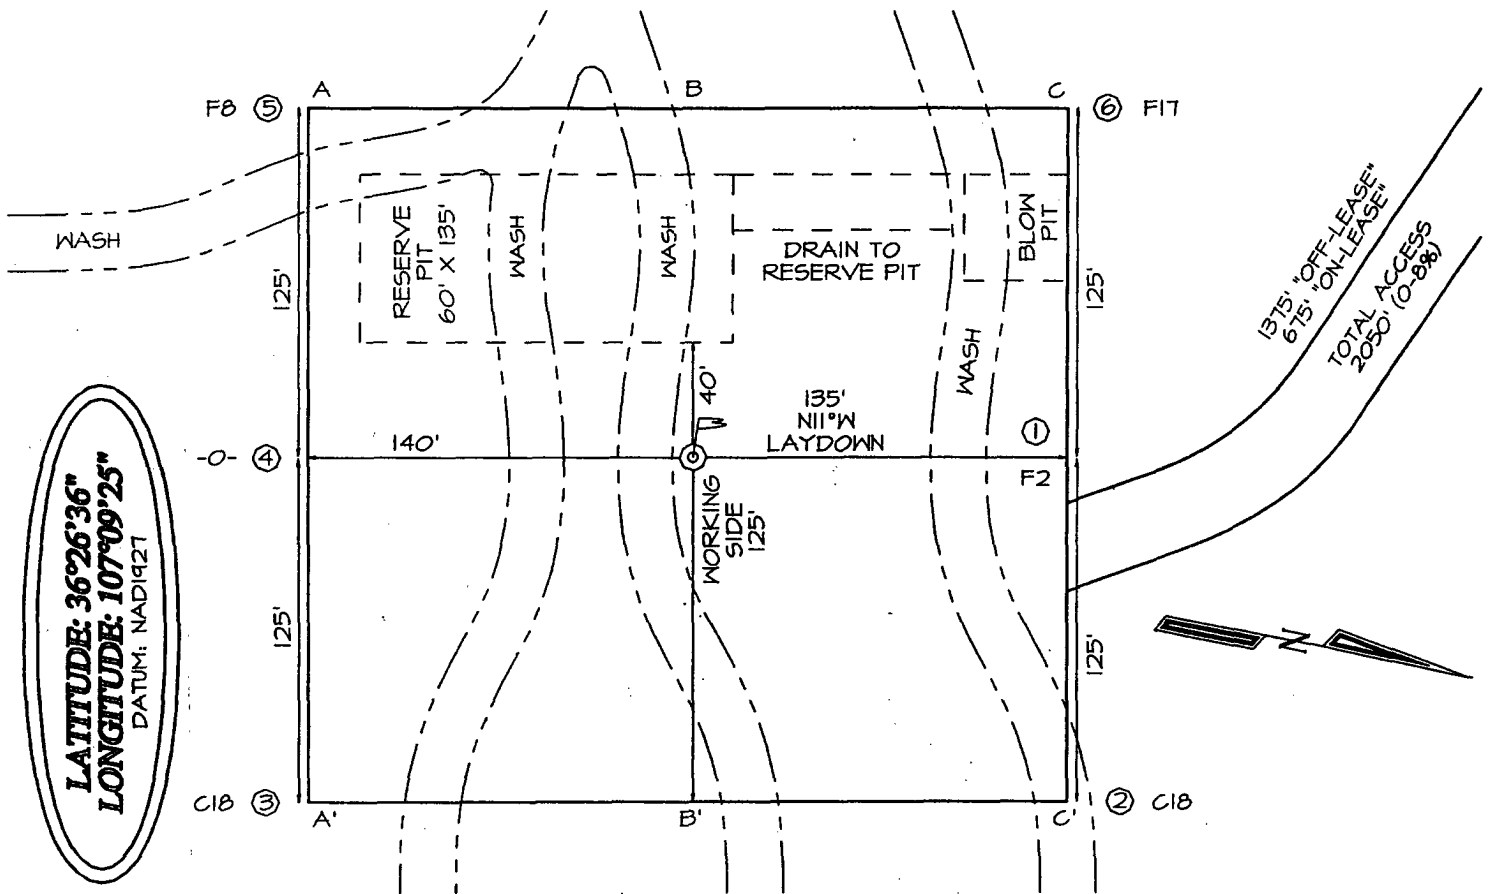 A
B
C
F8 ⑤
⑥ F17
WASH
RESERVE
PIT
60' X 135'
WASH
WASH
DRAIN TO
RESERVE PIT
BLOW
PIT
WASH
125'
125'
1375' "OFF-LEASE"
675' "ON-LEASE"
TOTAL ACCESS
2050' (0-8%)
40'
135'
N11°W
LAYDOWN
①
F2
140'
-0- ④
WORKING
SIDE
125'
125'
125'
N
LATITUDE: 36°26'36"
LONGITUDE: 107°09'25"
DATUM: NAD1927
C18 ③
② C18
A'
B'
C'